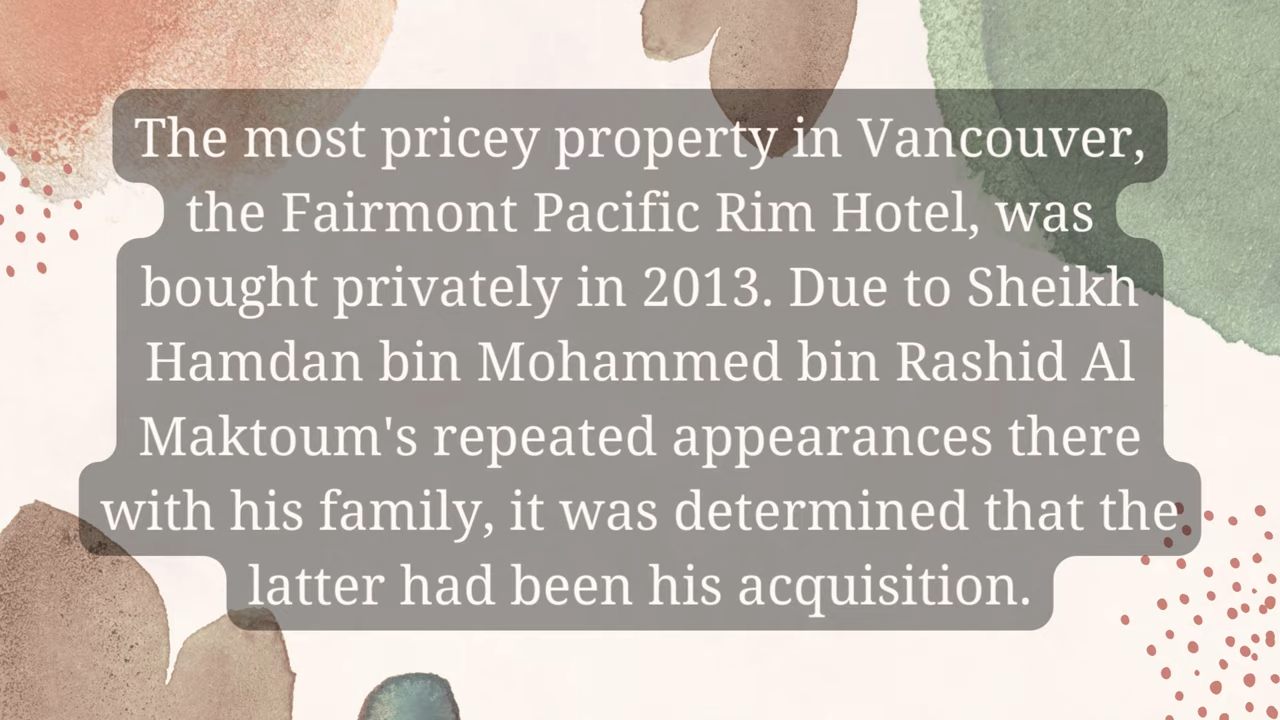 The most pricey property in Vancouver,
the Fairmont Pacific Rim Hotel, was
bought privately in 2013. Due to Sheikh
Hamdan bin Mohammed bin Rashid Al
Maktoum's repeated appearances there
with his family, it was determined that the
latter had been his acquisition.